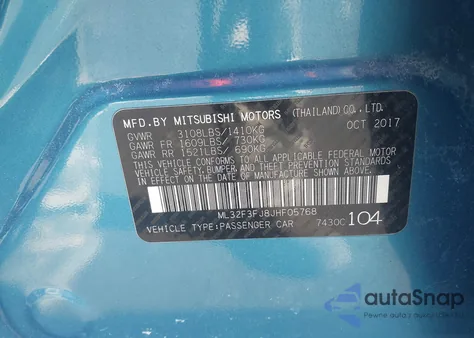 MFD.BY MITSUBISHI MOTORS (THAILAND)CO.,LTD.
GVWR 3108LBS/1410KG OCT 2017
GAWR FR 1609LBS/ 730KG
GAWR RR 1521LBS/ 690KG
THIS VEHICLE CONFORMS TO ALL APPLICABLE FEDERAL MOTOR
VEHICLE SAFETY, BUMPER, AND THEFT PREVENTION STANDARDS
IN EFFECT ON THE DATE OF MANUFACTURE SHOWN ABOVE.
ML32F3FJ8JHF05768
VEHICLE TYPE:PASSENGER CAR 7430C 104
autoSnap
Pewne auta z